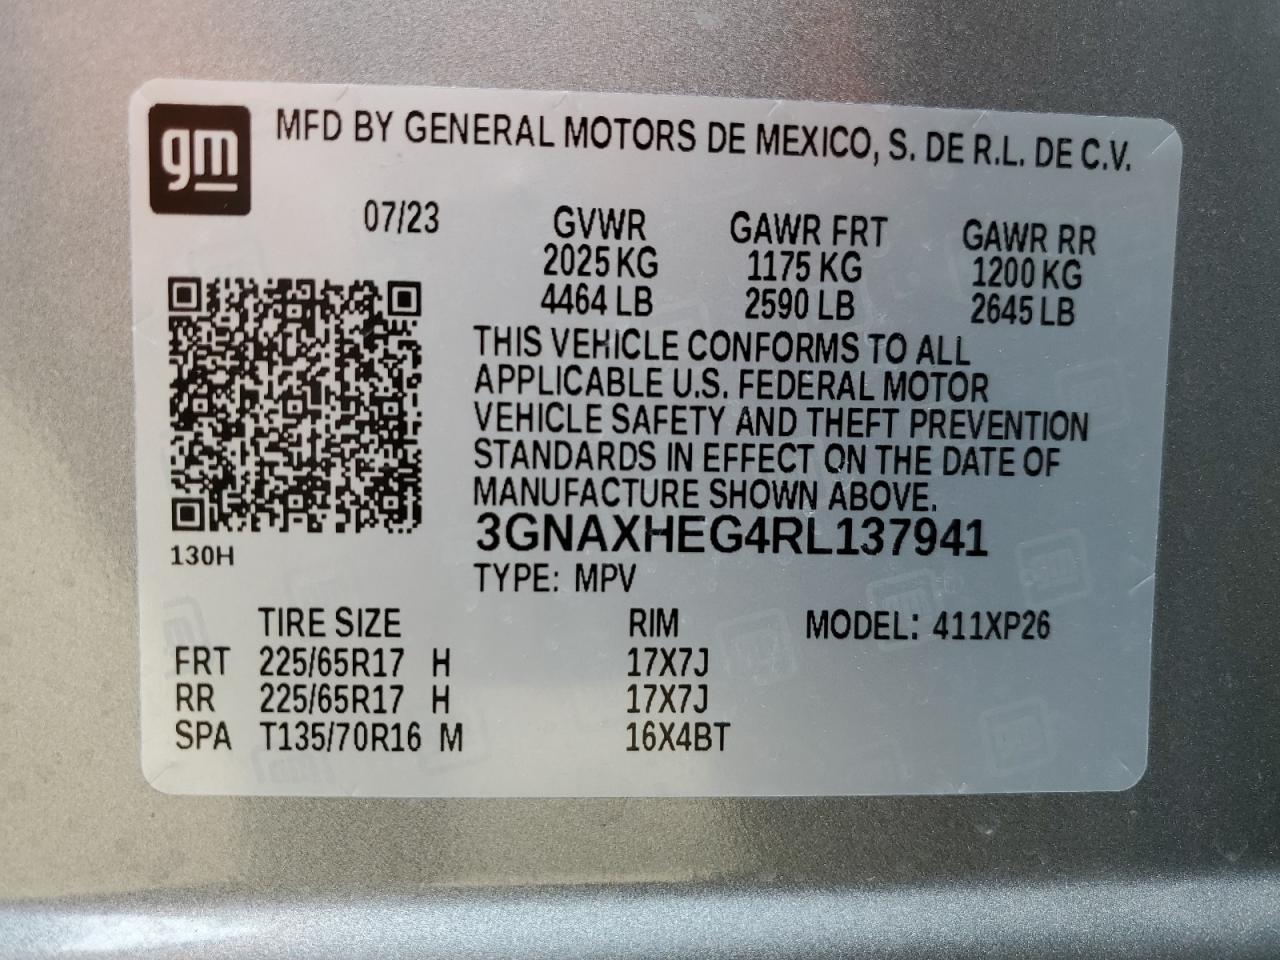 gm
MFD BY GENERAL MOTORS DE MEXICO, S. DE R.L. DE C.V.
07/23 GVWR GAWR FRT GAWR RR
2025 KG 1175 KG 1200 KG
4464 LB 2590 LB 2645 LB
THIS VEHICLE CONFORMS TO ALL
APPLICABLE U.S. FEDERAL MOTOR
VEHICLE SAFETY AND THEFT PREVENTION
STANDARDS IN EFFECT ON THE DATE OF
MANUFACTURE SHOWN ABOVE.
3GNAXHEG4RL137941
130H
TYPE: MPV
TIRE SIZE RIM MODEL: 411XP26
FRT 225/65R17 H 17X7J
RR 225/65R17 H 17X7J
SPA T135/70R16 M 16X4BT